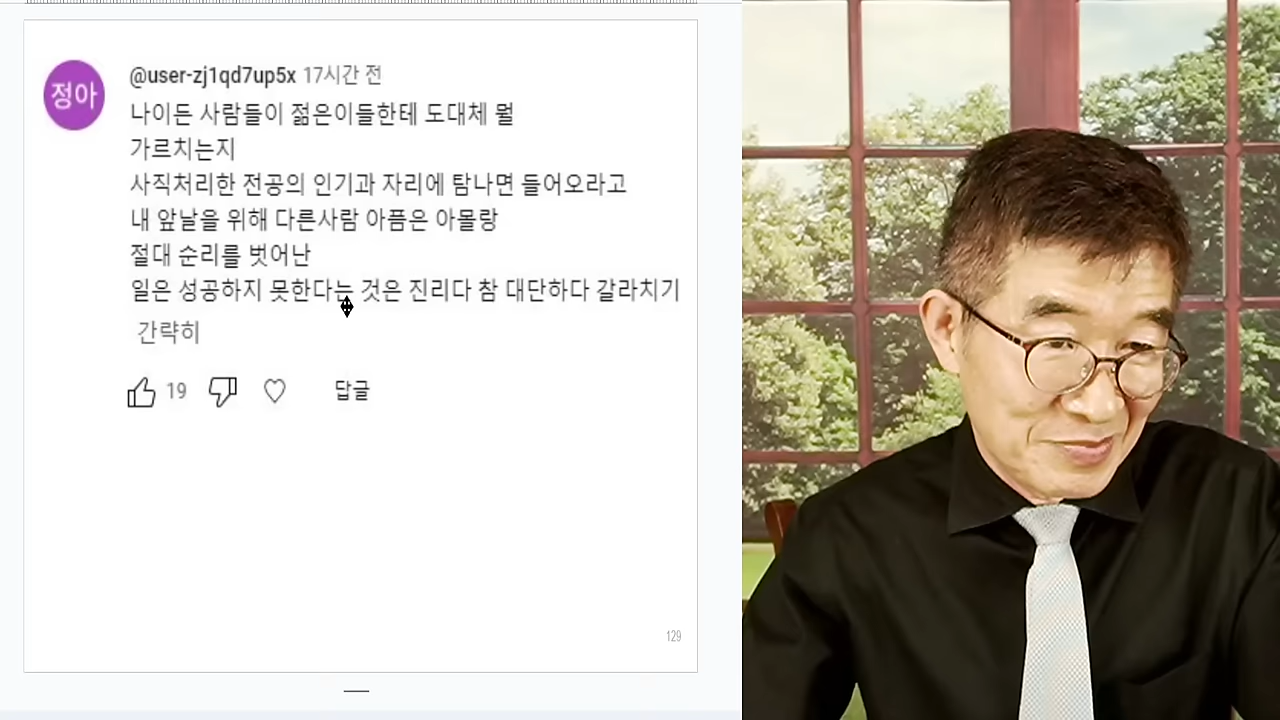 정아
@user-zj1qd7up5x 17시간 전
나이든 사람들이 젊은이들한테 도대체 뭘
가르치는지
사직처리한 전공의 인기과 자리에 탐나면 들어오라고
내 앞날을 위해 다른사람 아픔은 아몰랑
절대 순리를 벗어난
일은 성공하지 못한다는 것은 진리다 참 대단하다 갈라치기
간략히
19 답글
129